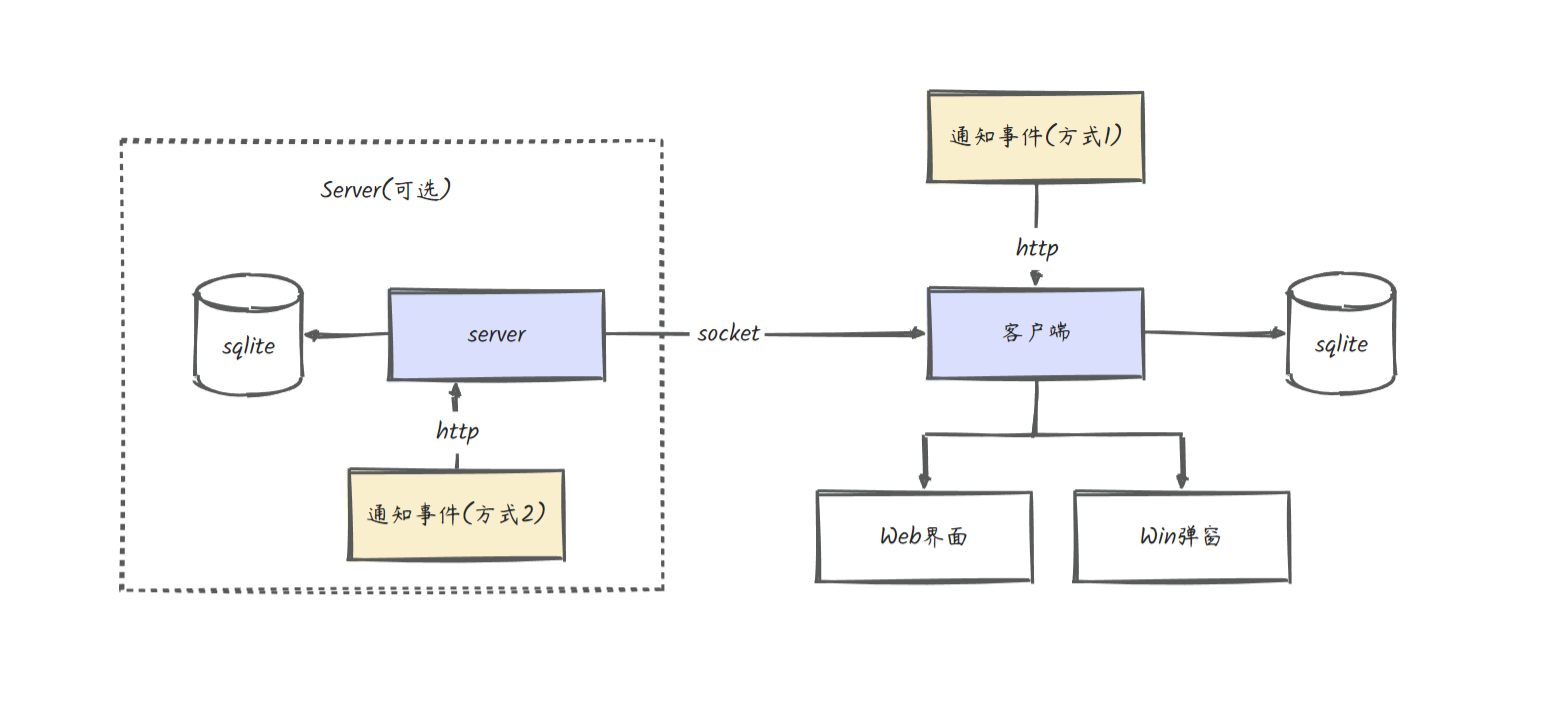 通知事件(方式1)
Server(可选)
http
sqlite
server
socket
客户端
sqlite
http
通知事件(方式2)
Web界面
Win弹窗